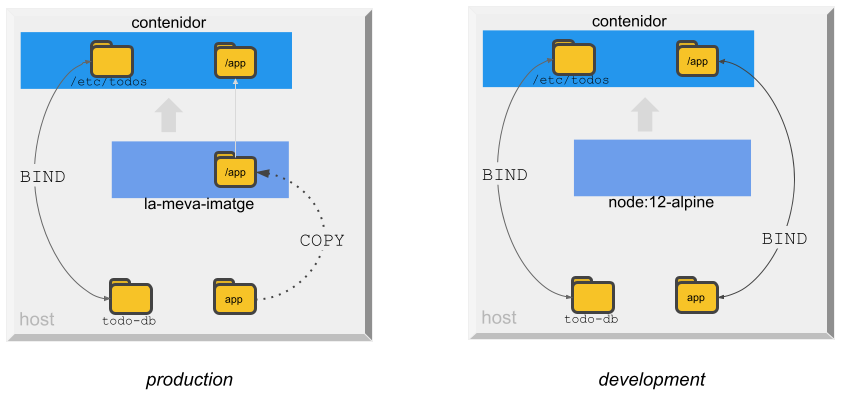 contenidor
/app
/etc/todos
/app
BIND
la-meva-imatge
COPY
app
todo-db
host
production
contenidor
/app
/etc/todos
BIND
node:12-alpine
BIND
app
todo-db
host
development